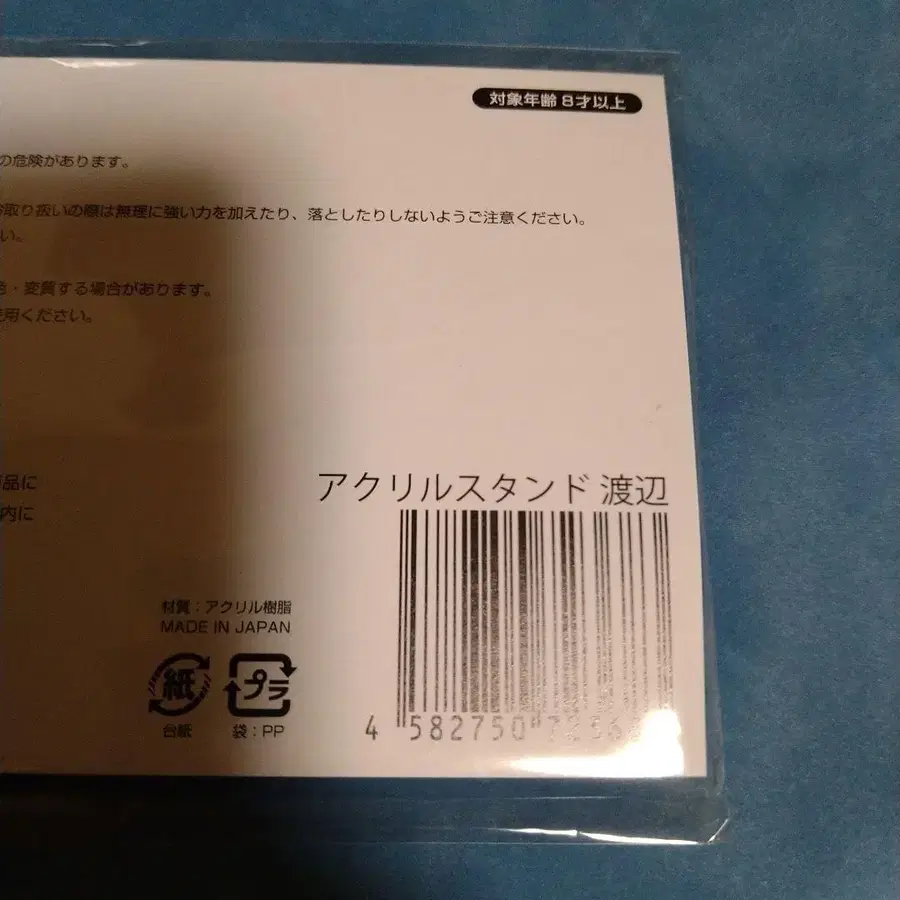 対象年齢 8才以上
の危険があります。
取り扱いの際は無理に強い力を加えたり、落としたりしないようご注意ください。
い。
・変質する場合があります。
用ください。
品に
内に
アクリルスタンド 渡辺
材質：アクリル樹脂
MADE IN JAPAN
紙 プラ
台紙 袋：PP
4 582750